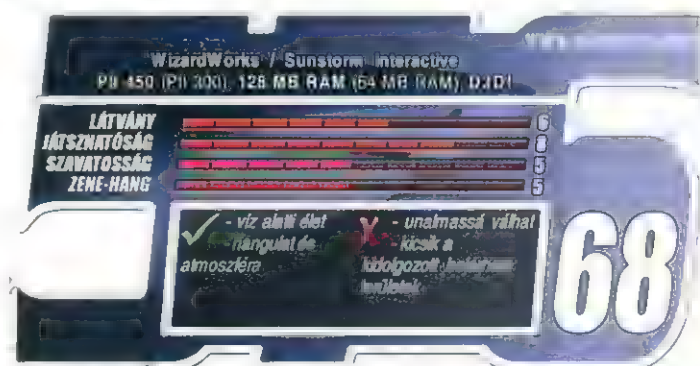 WizardWorks / Sunstorm Interactive
PII 450 (PII 300), 128 MB RAM (64 MB RAM), D3D!
LÁTVÁNY 6
JÁTSZHATÓSÁG 8
SZAVATOSSÁG 5
ZENE-HANG 5
- víz alatti élet
- hangulat és
atmoszféra
- unalmassá válhat
- kicsik a
kidolgozott
68